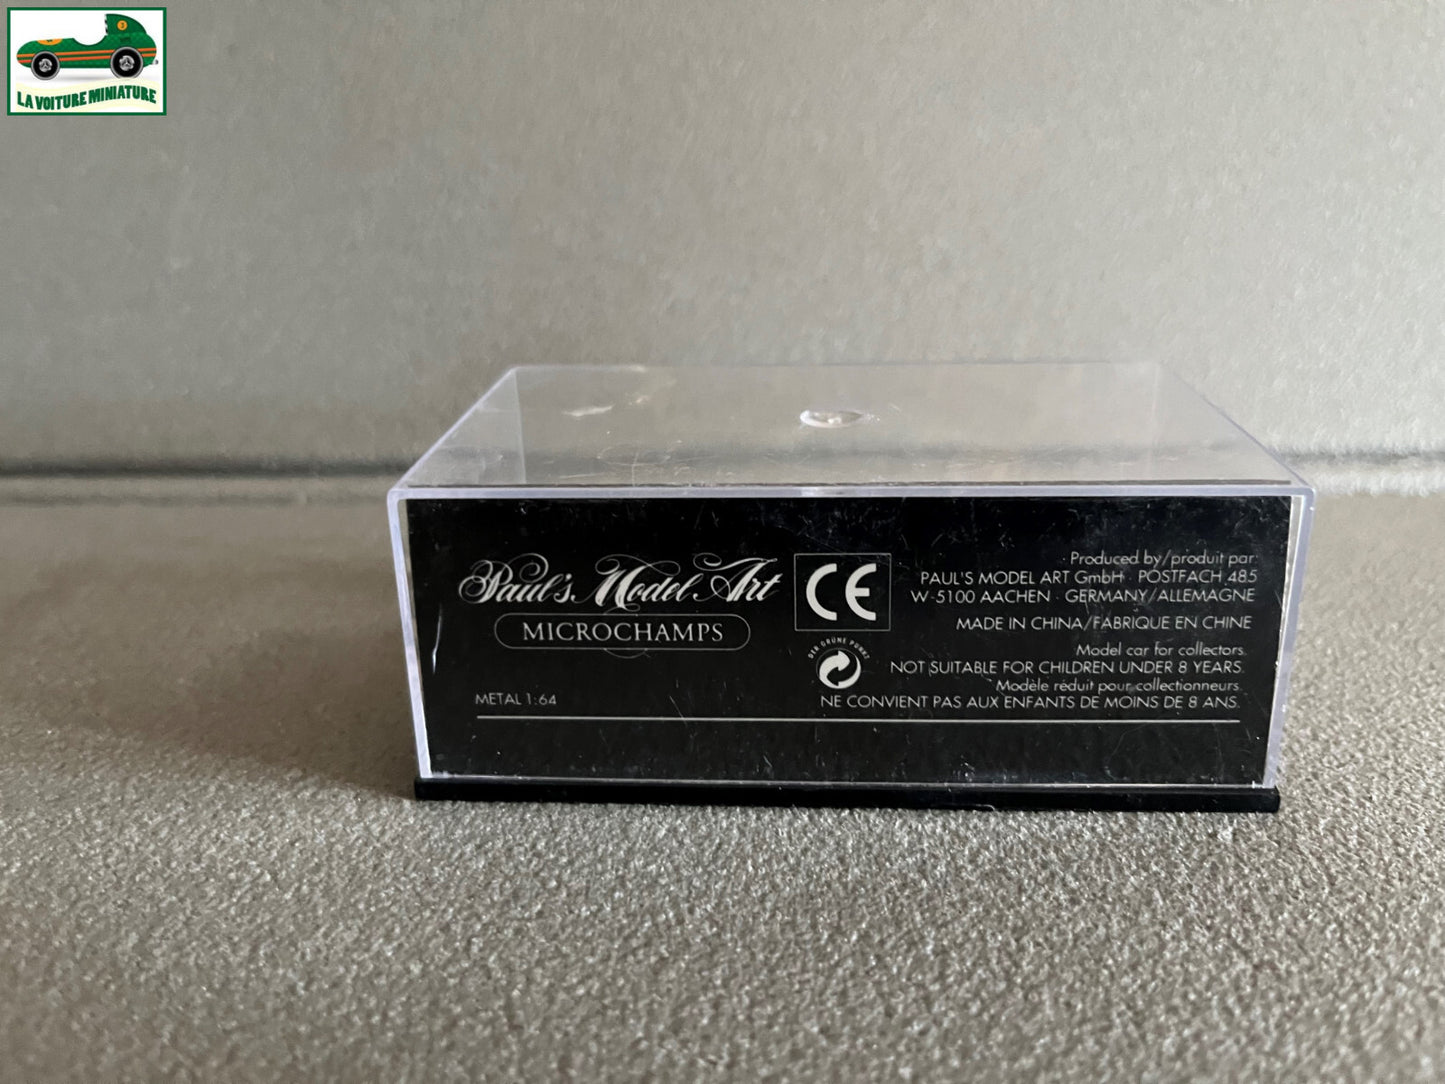 3
LA VOITURE MINIATURE
Paul's Model Art
MICROCHAMPS
METAL 1:64
CE
DER GRÜNE PUNKT
Produced by/produit par:
PAUL'S MODEL ART GmbH · POSTFACH 485
W-5100 AACHEN · GERMANY/ALLEMAGNE
MADE IN CHINA/FABRIQUE EN CHINE
Model car for collectors.
NOT SUITABLE FOR CHILDREN UNDER 8 YEARS.
Modèle réduit pour collectionneurs.
NE CONVIENT PAS AUX ENFANTS DE MOINS DE 8 ANS.